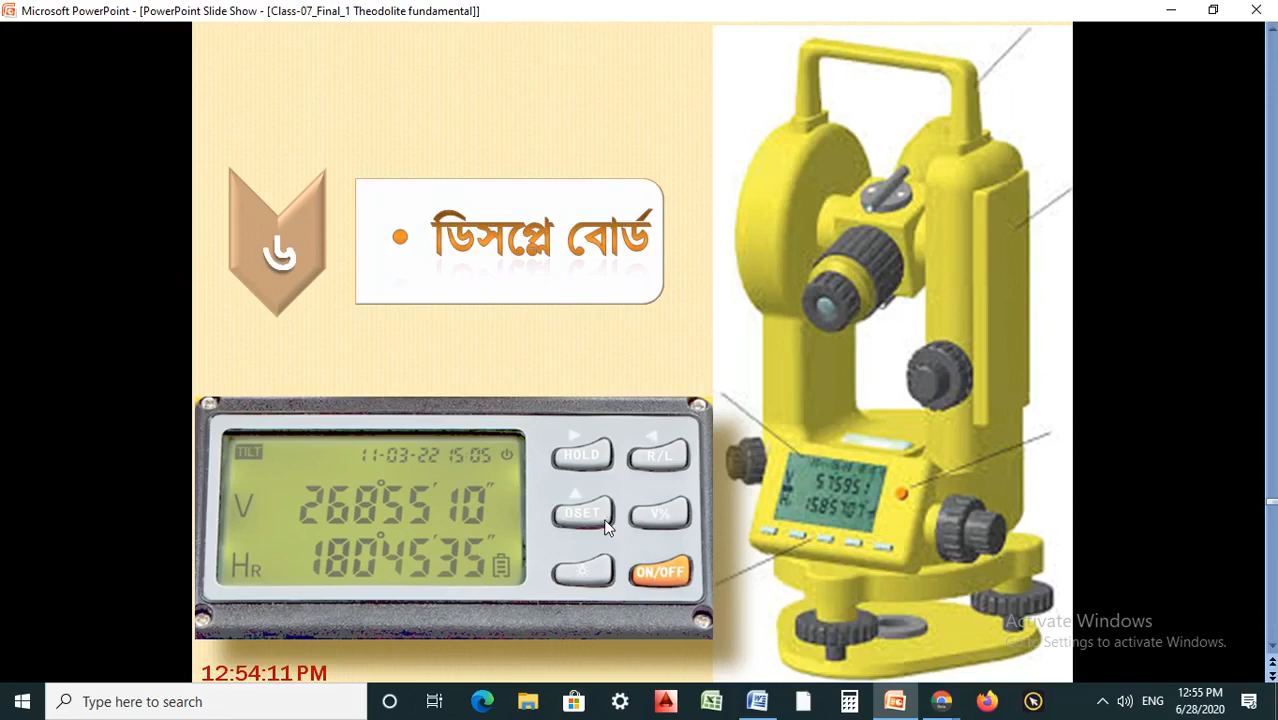 Microsoft PowerPoint - [PowerPoint Slide Show - [Class-07_Final_1 Theodolite fundamental]]
৬
• ডিসপ্লে বোর্ড
TILT 11-03-22 15:05
V 268°55'10"
HR 180°45'35"
HOLD R/L
0SET V%
ON/OFF
Activate Windows
Go to Settings to activate Windows.
12:54:11 PM
Type here to search
ENG
12:55 PM
6/28/2020